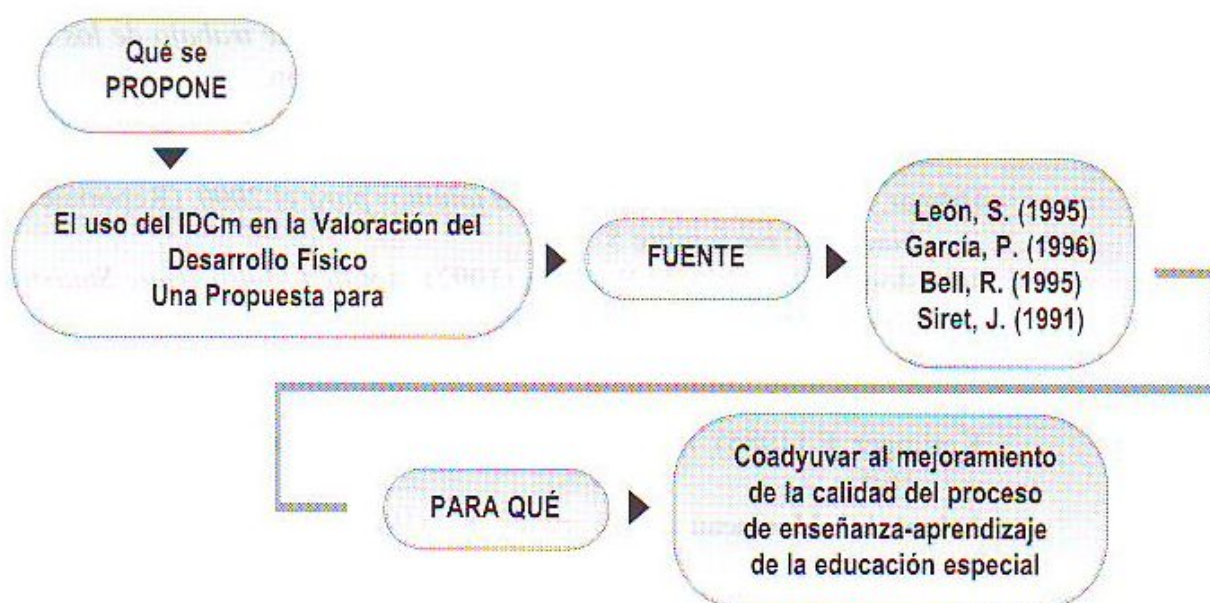 Qué se
PROPONE
El uso del IDCm en la Valoración del
Desarrollo Físico
Una Propuesta para
FUENTE
León, S. (1995)
García, P. (1996)
Bell, R. (1995)
Siret, J. (1991)
PARA QUÉ
Coadyuvar al mejoramiento
de la calidad del proceso
de enseñanza-aprendizaje
de la educación especial